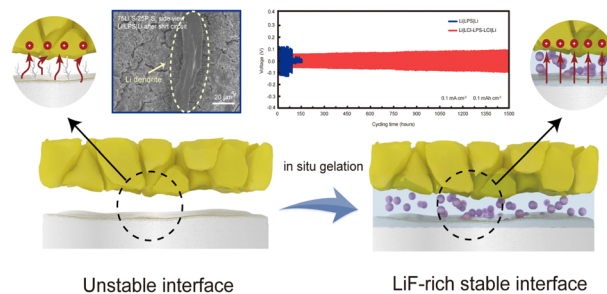 75Li₂S-25P₂S₅ side-view
Li/LPS/Li after shrt circuit
Li dendrite
20 μm
Li|LPS|Li
Li|LCI-LPS-LCI|Li
Voltage (V)
0.4
0.3
0.2
0.1
0.0
-0.1
-0.2
-0.3
-0.4
0
150
300
450
600
750
900
1050
1200
1350
1500
0.1 mA cm⁻²
0.1 mAh cm⁻²
Cycling time (hours)
in situ gelation
Unstable interface
LiF-rich stable interface